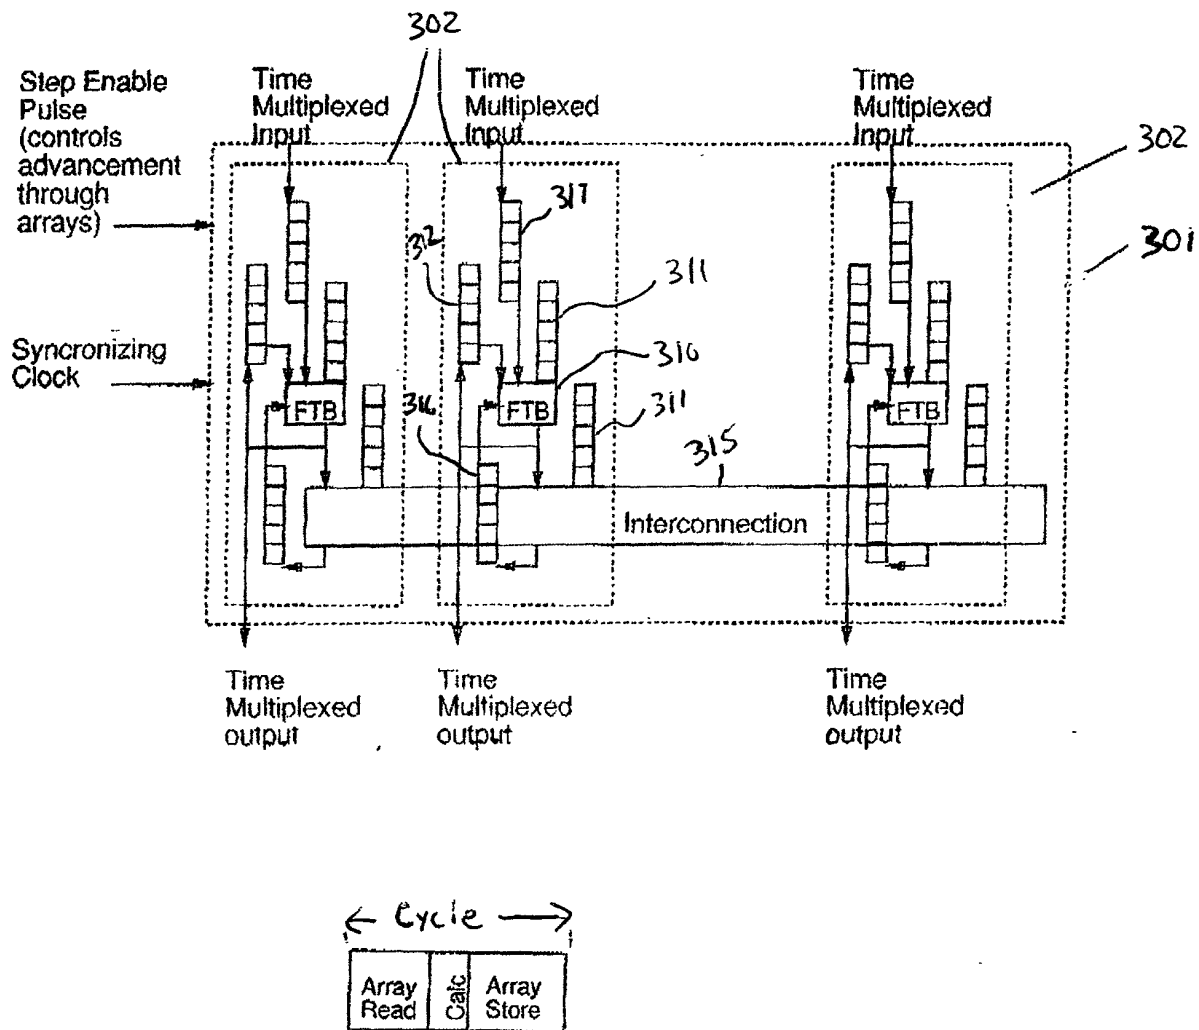 302
Step Enable
Pulse
(controls
advancement
through
arrays)
Time
Multiplexed
Input
Time
Multiplexed
Input
Time
Multiplexed
Input
302
301
317
312
311
310
311
316
315
Syncronizing
Clock
FTB
FTB
FTB
Interconnection
Time
Multiplexed
output
Time
Multiplexed
output
Time
Multiplexed
output
Cycle
Array
Read
Calc
Array
Store